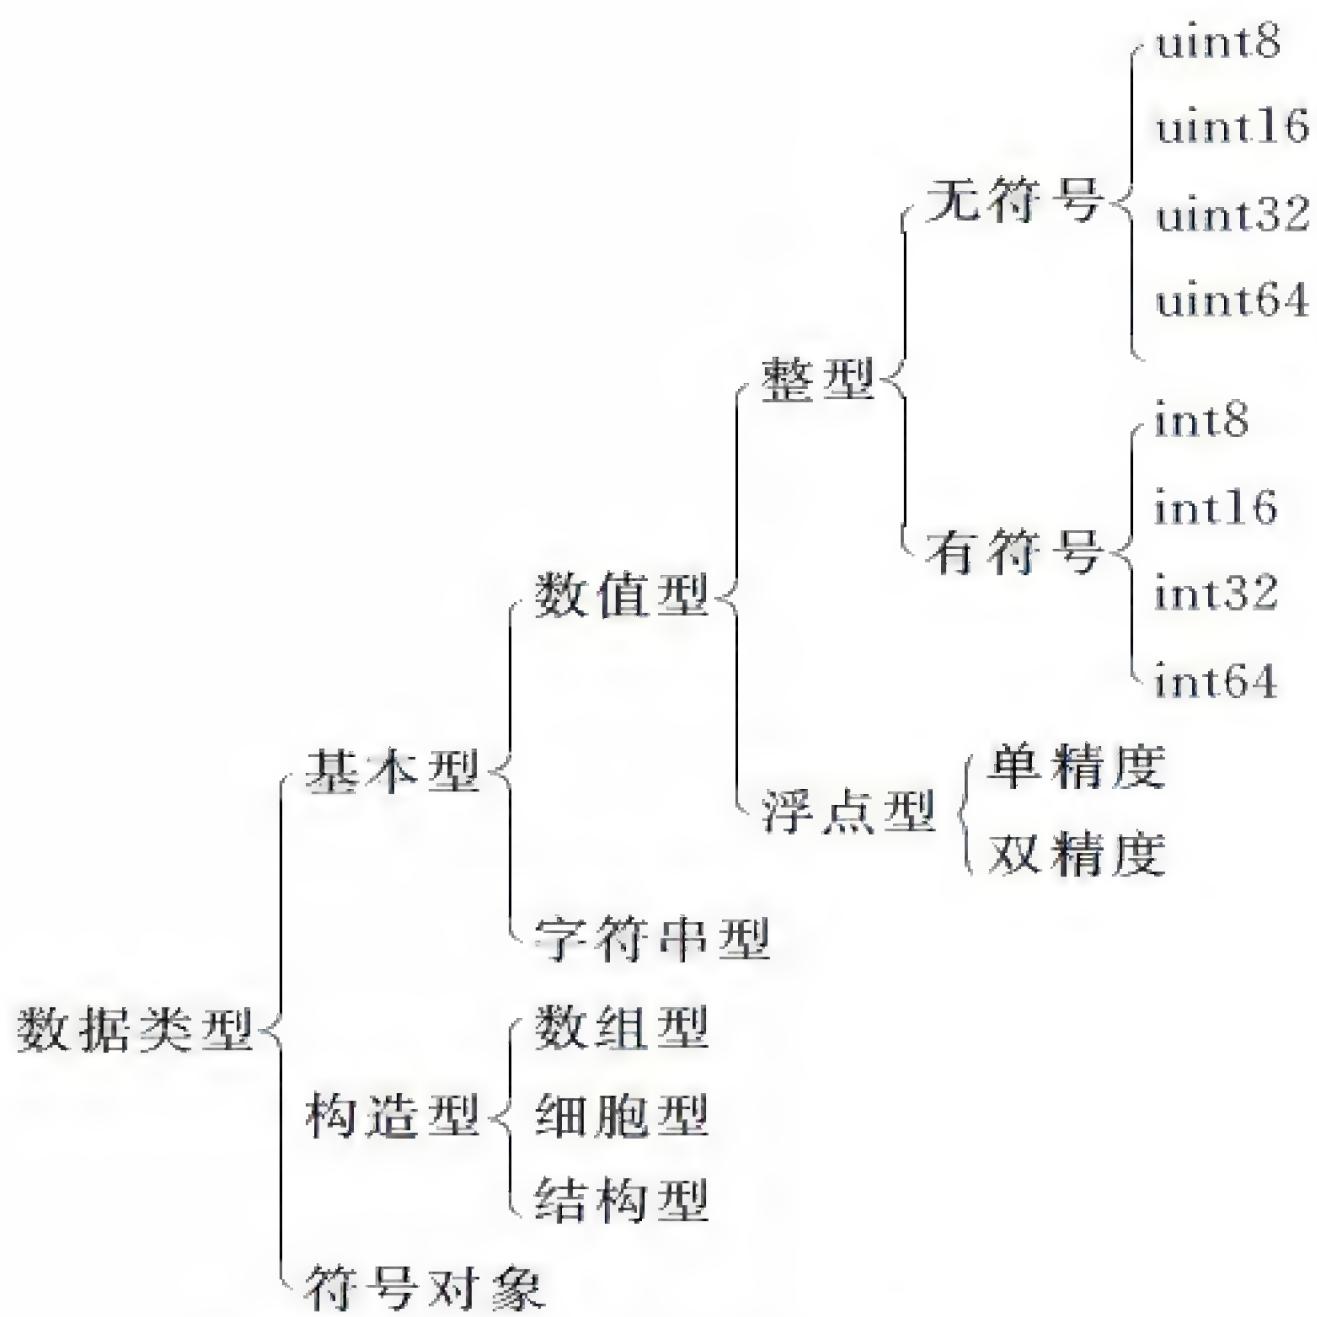 uint8
uint16
无符号
uint32
uint64
整型
int8
int16
有符号
int32
数值型
int64
基本型
单精度
浮点型
双精度
字符串型
数据类型
数组型
构造型
细胞型
结构型
符号对象